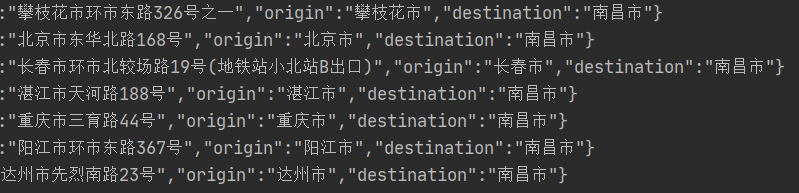 :"攀枝花市环市东路326号之一","origin":"攀枝花市","destination":"南昌市"}
:"北京市东华北路168号","origin":"北京市","destination":"南昌市"}
:"长春市环市北较场路19号(地铁站小北站B出口)","origin":"长春市","destination":"南昌市"}
:"湛江市天河路188号","origin":"湛江市","destination":"南昌市"}
:"重庆市三育路44号","origin":"重庆市","destination":"南昌市"}
:"阳江市环市东路367号","origin":"阳江市","destination":"南昌市"}
达州市先烈南路23号","origin":"达州市","destination":"南昌市"}